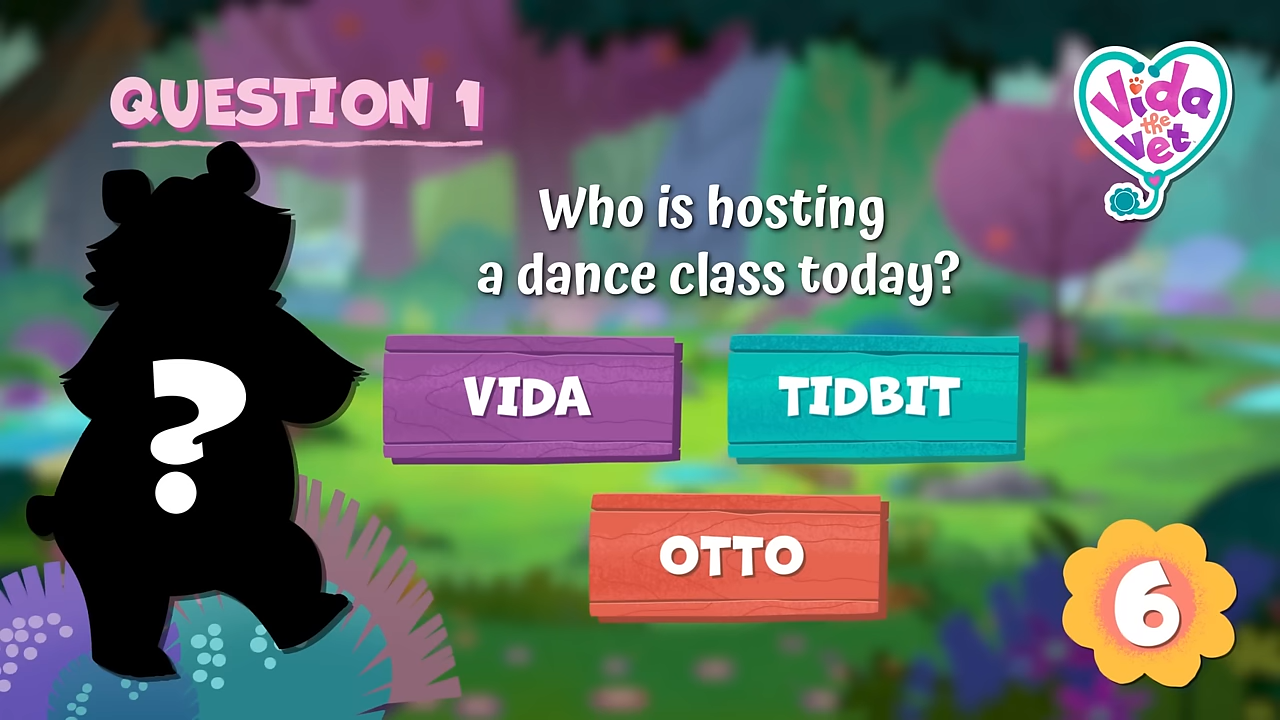 QUESTION 1
Vida
the
vet
Who is hosting
a dance class today?
?
VIDA
TIDBIT
OTTO
6